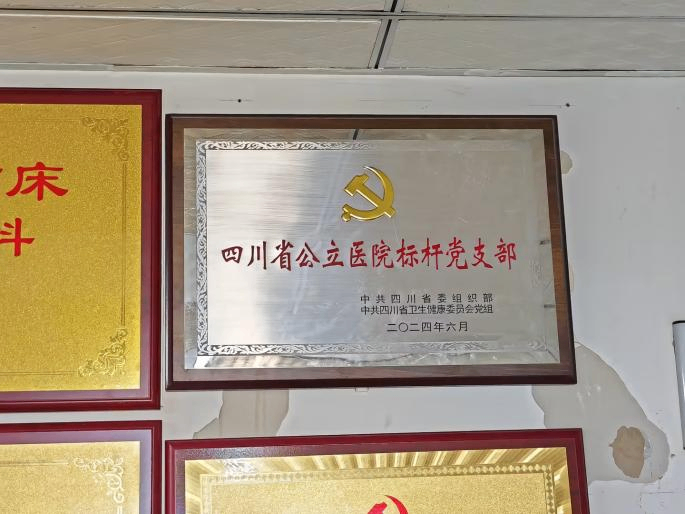 床
科
四川省公立医院标杆党支部
中共四川省委组织部
中共四川省卫生健康委员会党组
二〇二四年六月